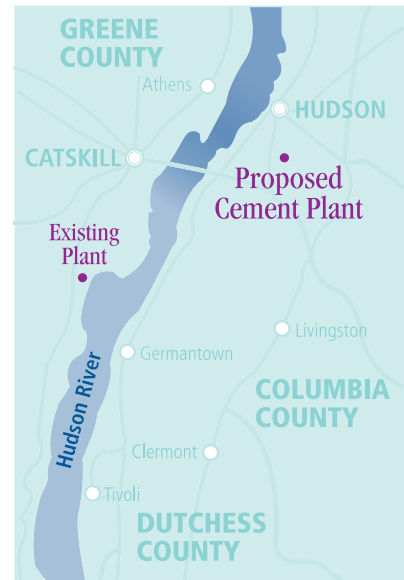 GREENE
COUNTY
Athens
HUDSON
CATSKILL
Proposed
Cement Plant
Existing
Plant
Livingston
Germantown
Hudson River
COLUMBIA
COUNTY
Clermont
Tivoli
DUTCHESS
COUNTY